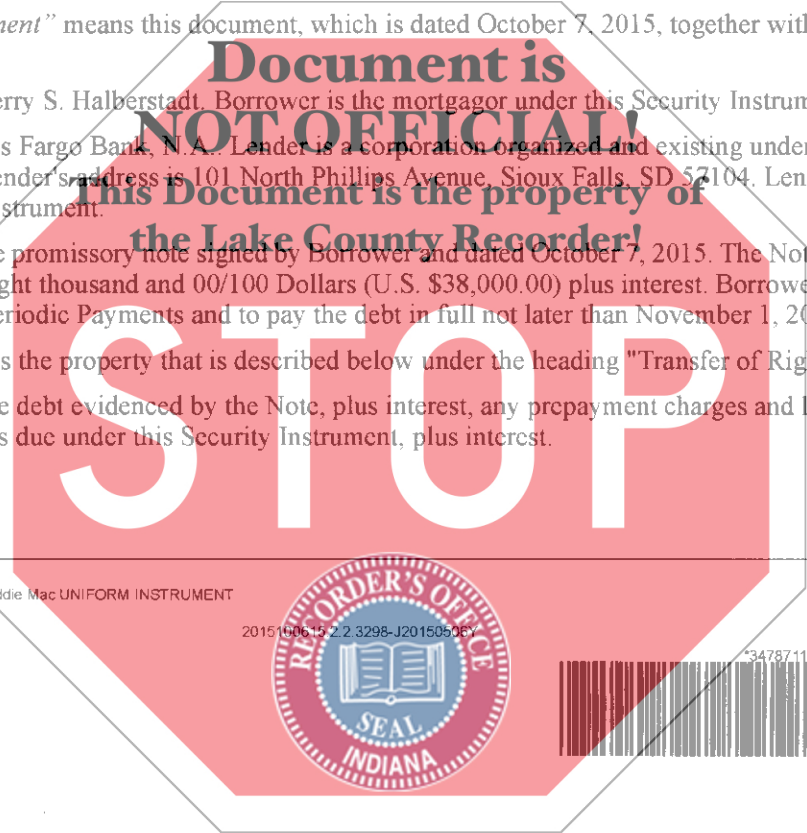 ment" means this document, which is dated October 7, 2015, together with
Document is
erry S. Halberstadt. Borrower is the mortgagor under this Security Instrum
NOT OFFICIAL!
s Fargo Bank, N.A.. Lender is a corporation organized and existing under
ender's address is 101 North Phillips Avenue, Sioux Falls, SD 57104. Len
This Document is the property of
strument.
the Lake County Recorder!
e promissory note signed by Borrower and dated October 7, 2015. The Not
ght thousand and 00/100 Dollars (U.S. $38,000.00) plus interest. Borrowe
eriodic Payments and to pay the debt in full not later than November 1, 20
s the property that is described below under the heading "Transfer of Rig
e debt evidenced by the Note, plus interest, any prepayment charges and l
s due under this Security Instrument, plus interest.
STOP
ddie Mac UNIFORM INSTRUMENT
RECORDER'S OFFICE
2015100615.2.2.3298-J20150506Y
*3478711
SEAL
INDIANA